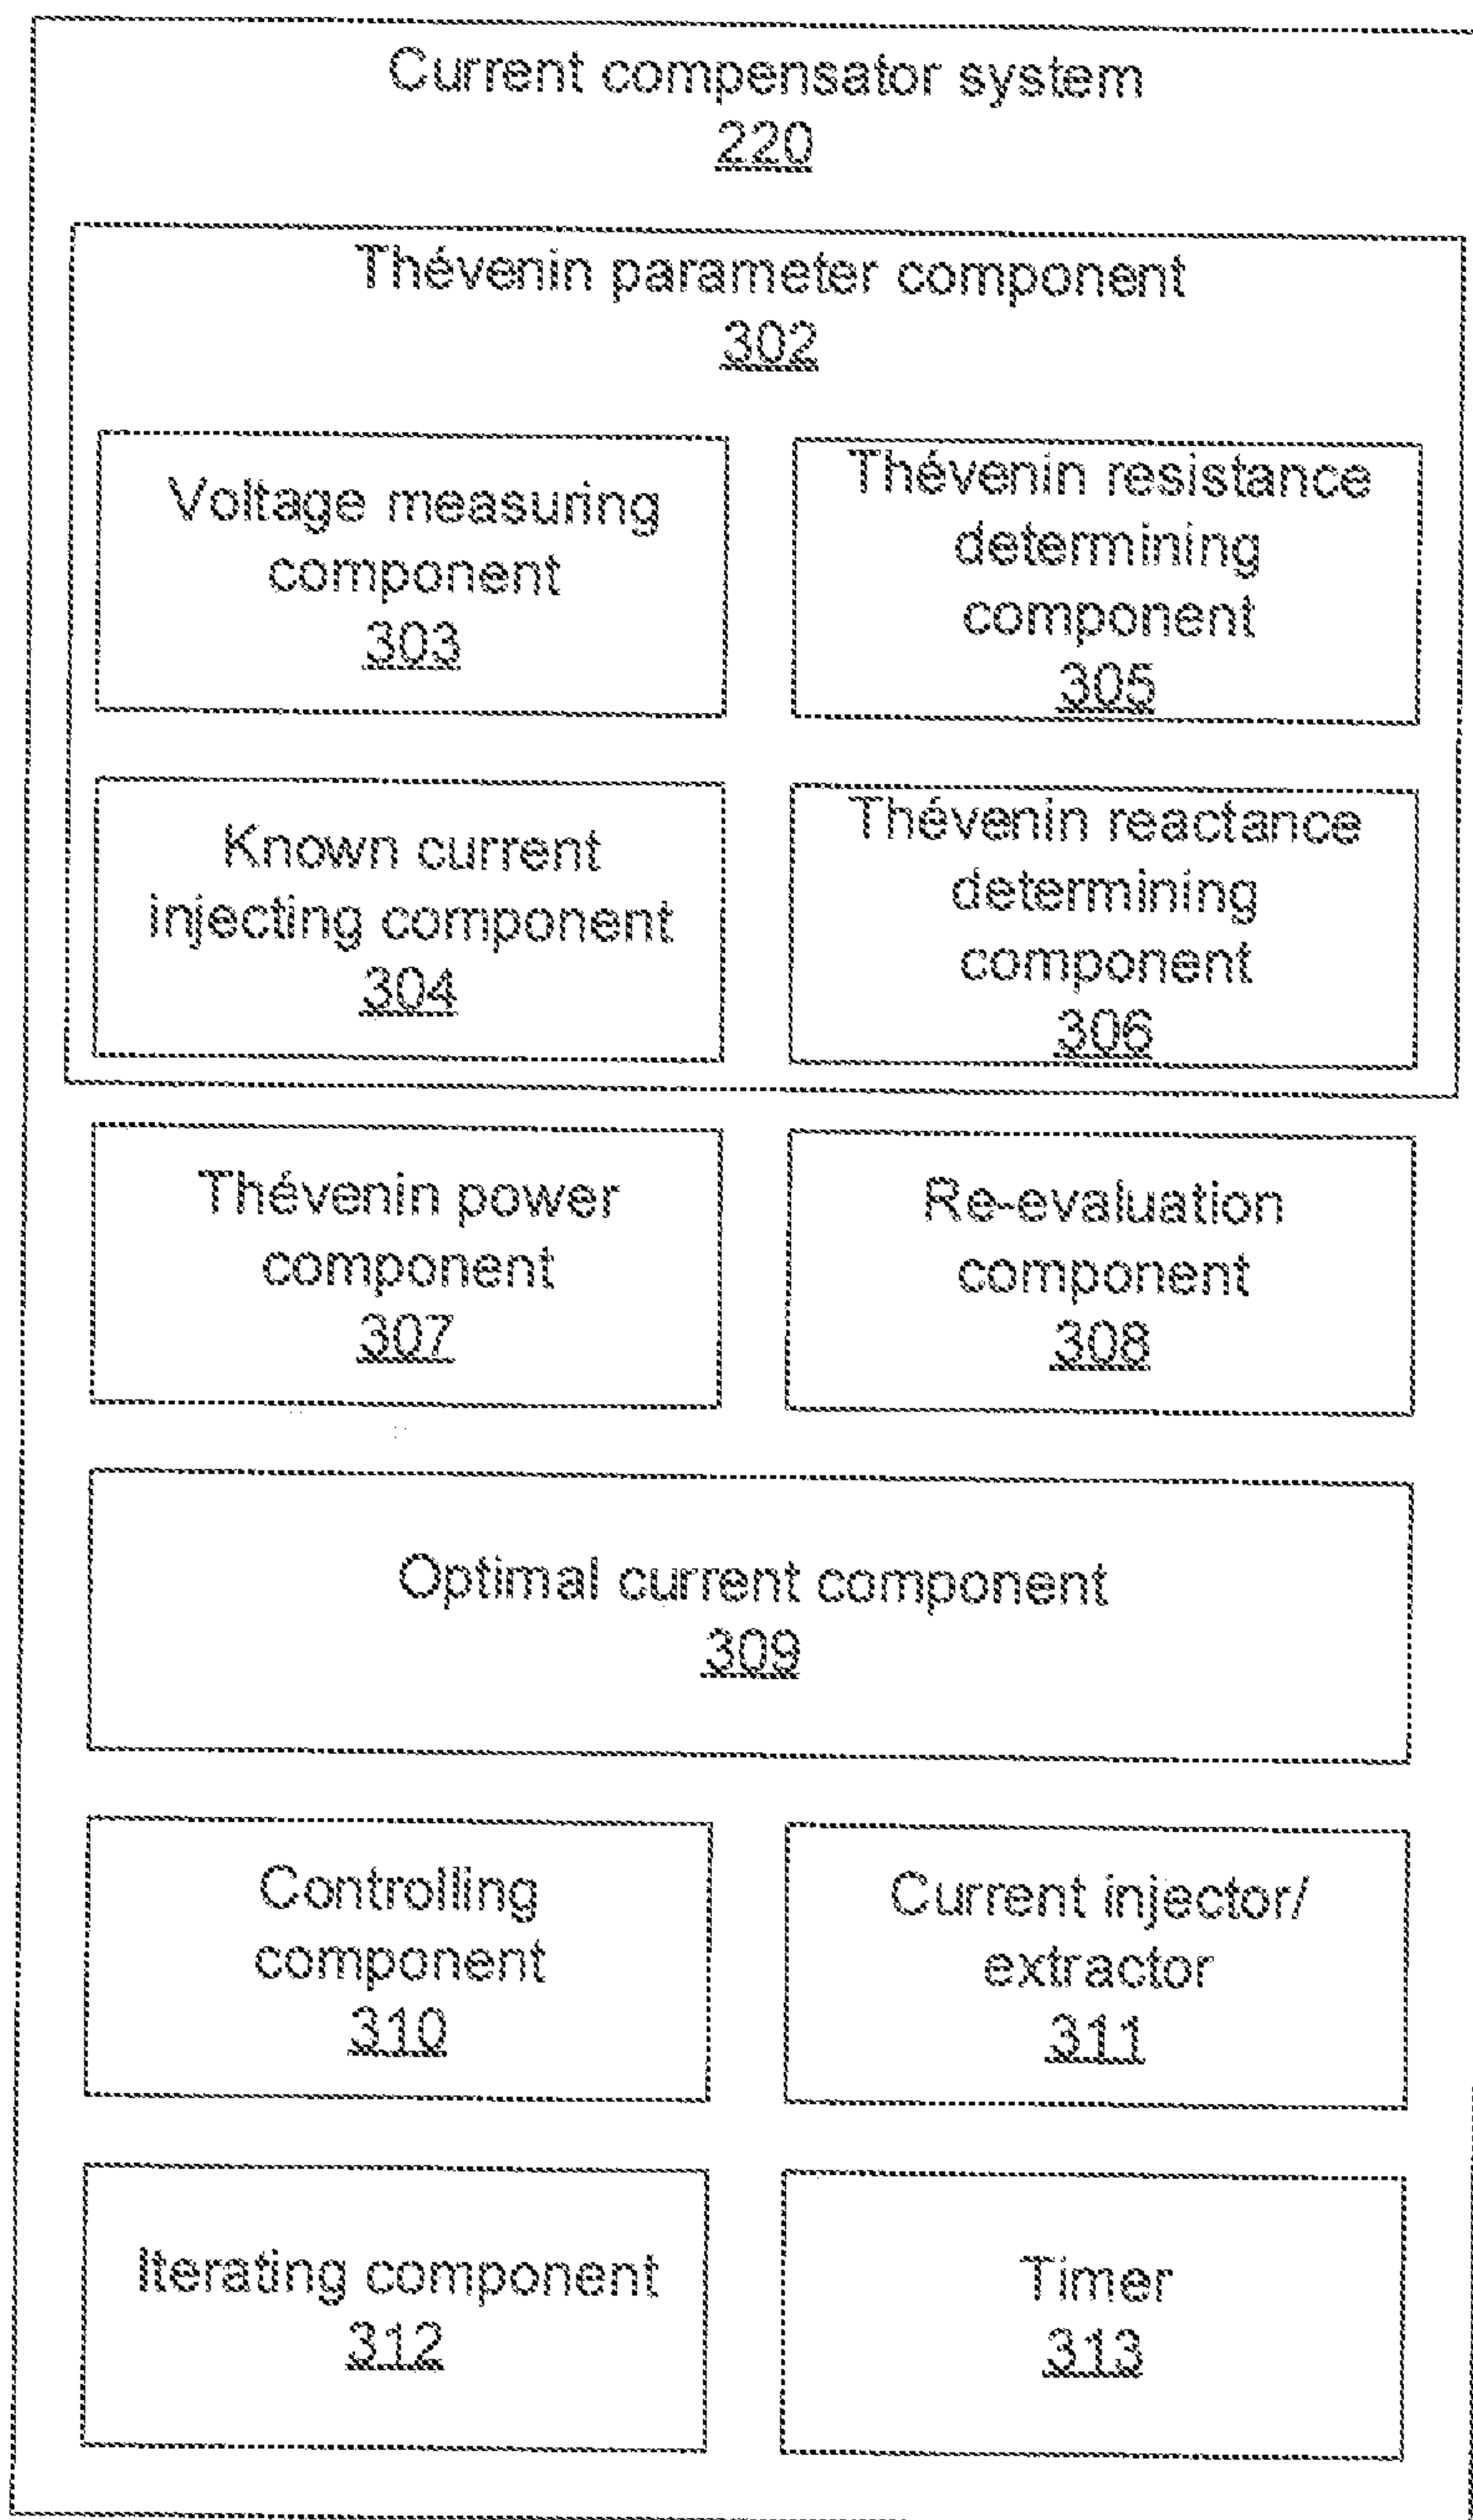 Current compensator system
220
Thévenin parameter component
302
Voltage measuring
component
303
Thévenin resistance
determining
component
305
Known current
injecting component
304
Thévenin reactance
determining
component
306
Thévenin power
component
307
Re-evaluation
component
308
Optimal current component
309
Controlling
component
310
Current injector/
extractor
311
Iterating component
312
Timer
313